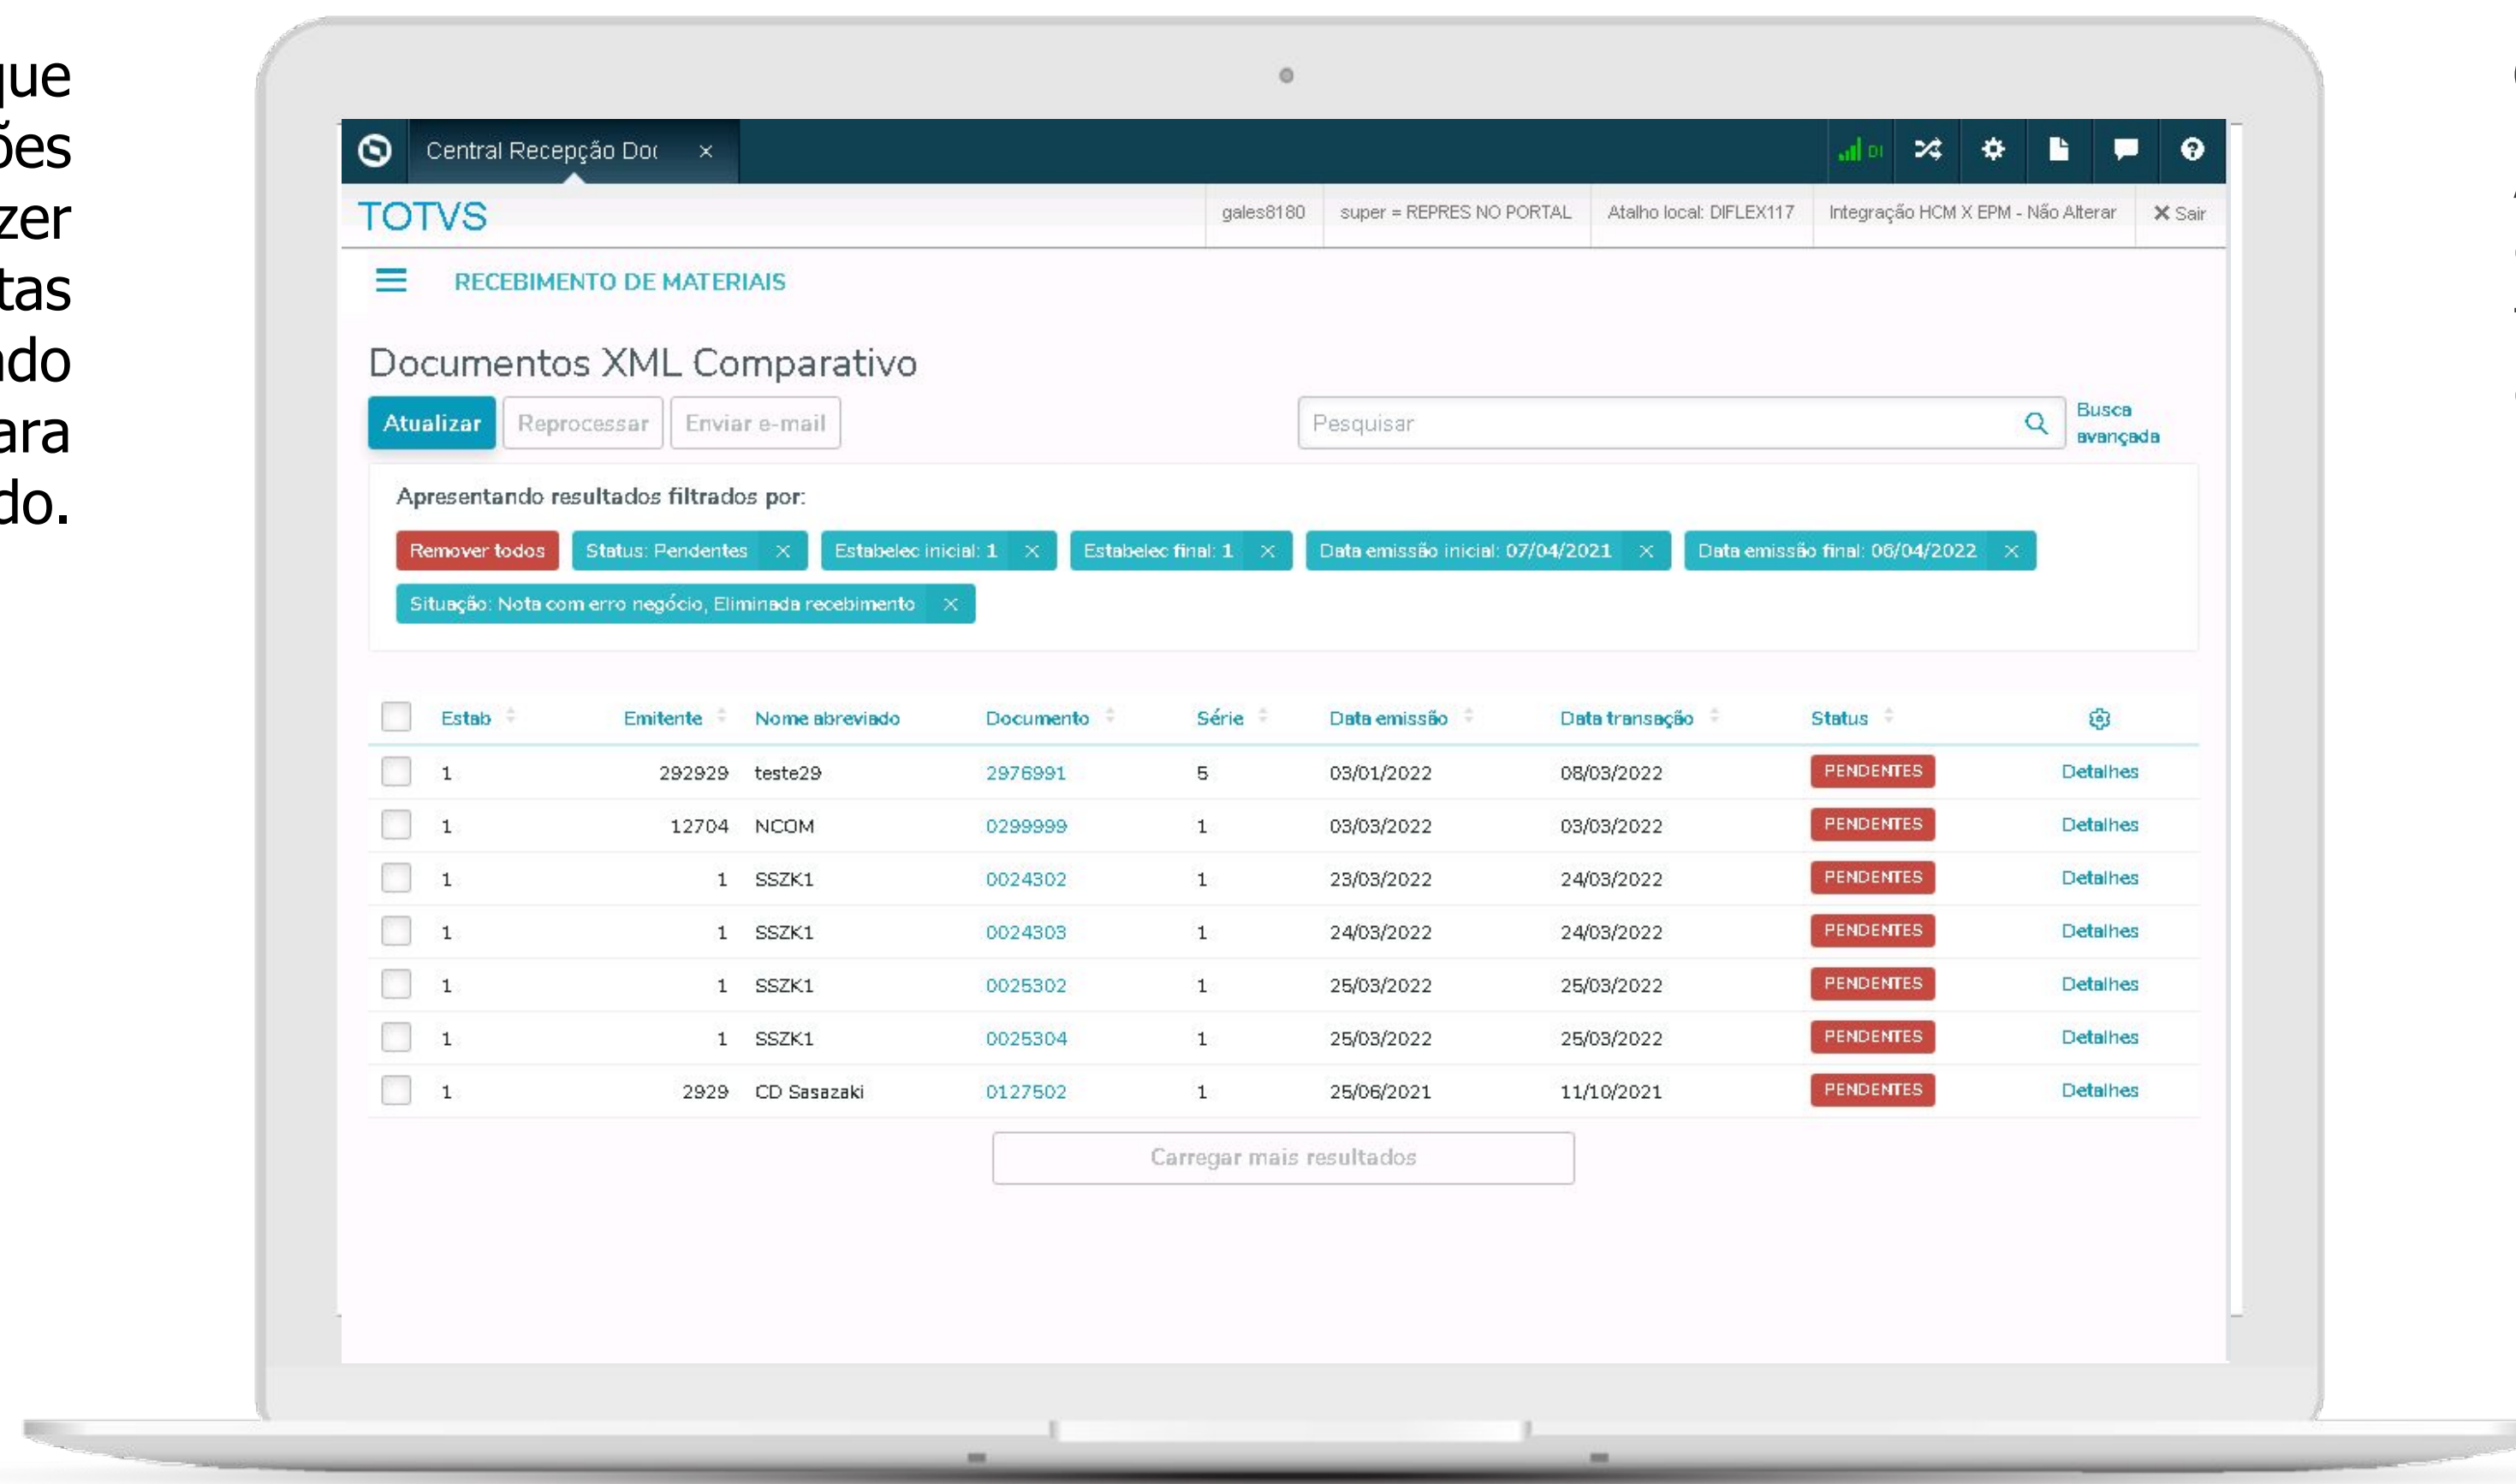 Central Recepção Do
DI
TOTVS
gales8180 super = REPRES NO PORTAL Atalho local: DIFLEX117 Integração HCM X EPM - Não Alterar Sair
RECEBIMENTO DE MATERIAIS
Documentos XML Comparativo
Atualizar Reprocessar Enviar e-mail Pesquisar Busca avançada
Apresentando resultados filtrados por:
Remover todos Status: Pendentes Estabelec inicial: 1 Estabelec final: 1 Data emissão inicial: 07/04/2021 Data emissão final: 06/04/2022
Situação: Nota com erro negócio, Eliminada recebimento
Estab Emitente Nome abreviado Documento Série Data emissão Data transação Status
1 292929 teste29 2976991 5 03/01/2022 08/03/2022 PENDENTES Detalhes
1 12704 NCOM 0299999 1 03/03/2022 03/03/2022 PENDENTES Detalhes
1 1 SSZK1 0024302 1 23/03/2022 24/03/2022 PENDENTES Detalhes
1 1 SSZK1 0024303 1 24/03/2022 24/03/2022 PENDENTES Detalhes
1 1 SSZK1 0025302 1 25/03/2022 25/03/2022 PENDENTES Detalhes
1 1 SSZK1 0025304 1 25/03/2022 25/03/2022 PENDENTES Detalhes
1 2929 CD Sasazaki 0127502 1 25/06/2021 11/10/2021 PENDENTES Detalhes
Carregar mais resultados